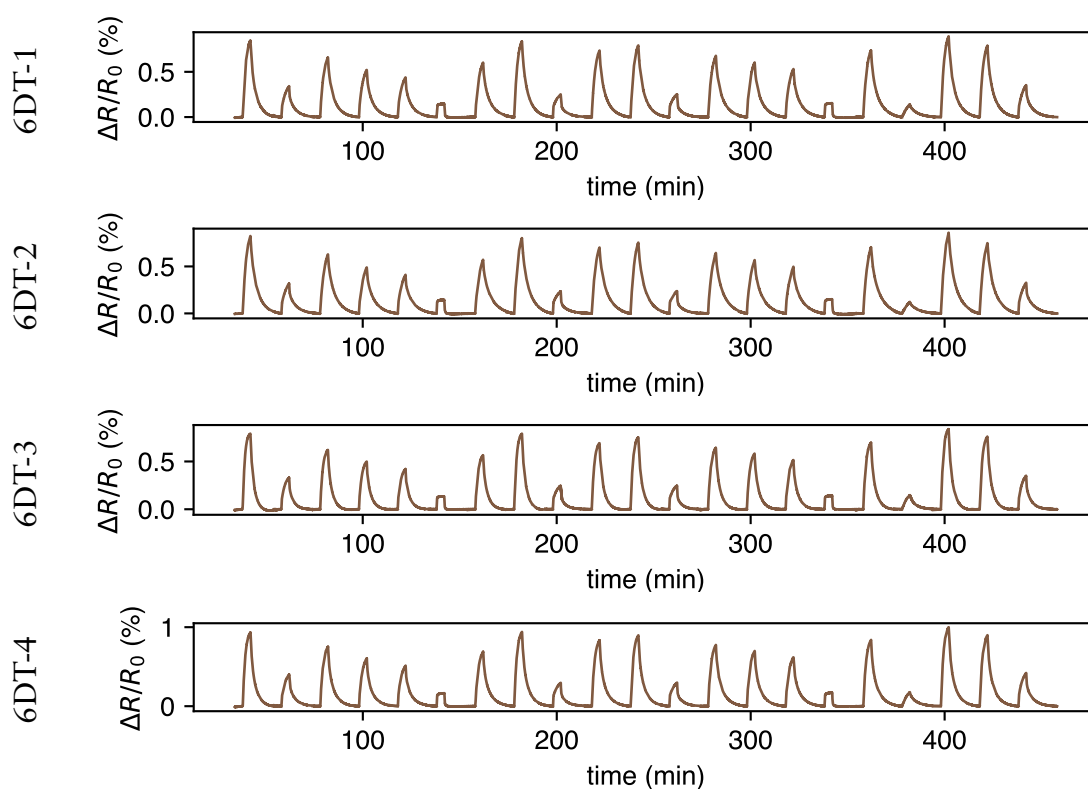 6DT-1
ΔR/R₀ (%)
0.5
0.0
100 200 300 400
time (min)
6DT-2
ΔR/R₀ (%)
0.5
0.0
100 200 300 400
time (min)
6DT-3
ΔR/R₀ (%)
0.5
0.0
100 200 300 400
time (min)
6DT-4
ΔR/R₀ (%)
1
0
100 200 300 400
time (min)